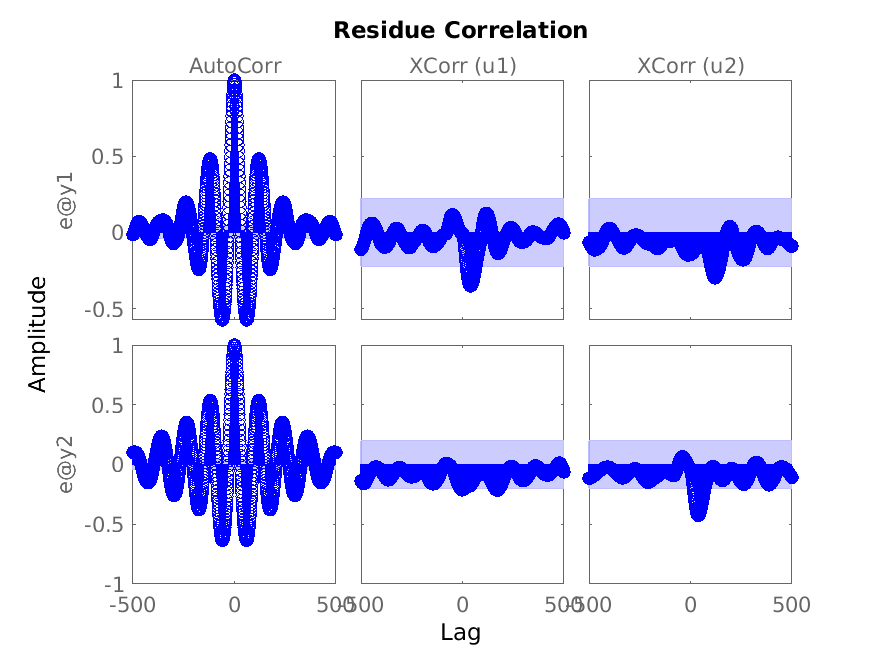 Residue Correlation
AutoCorr
XCorr (u1)
XCorr (u2)
e@y1
1
0.5
0
-0.5
Amplitude
e@y2
1
0.5
0
-0.5
-1
-500 0 500
-500 0 500
-500 0 500
Lag